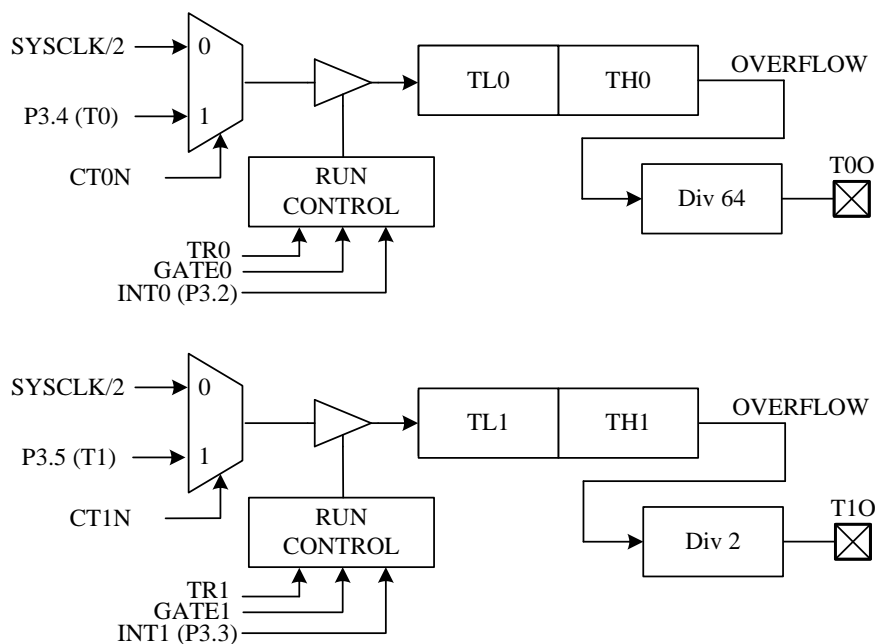 SYSCLK/2
0
TL0
TH0
OVERFLOW
P3.4 (T0)
1
CT0N
RUN
CONTROL
Div 64
T0O
TR0
GATE0
INT0 (P3.2)
SYSCLK/2
0
TL1
TH1
OVERFLOW
P3.5 (T1)
1
CT1N
RUN
CONTROL
Div 2
T1O
TR1
GATE1
INT1 (P3.3)